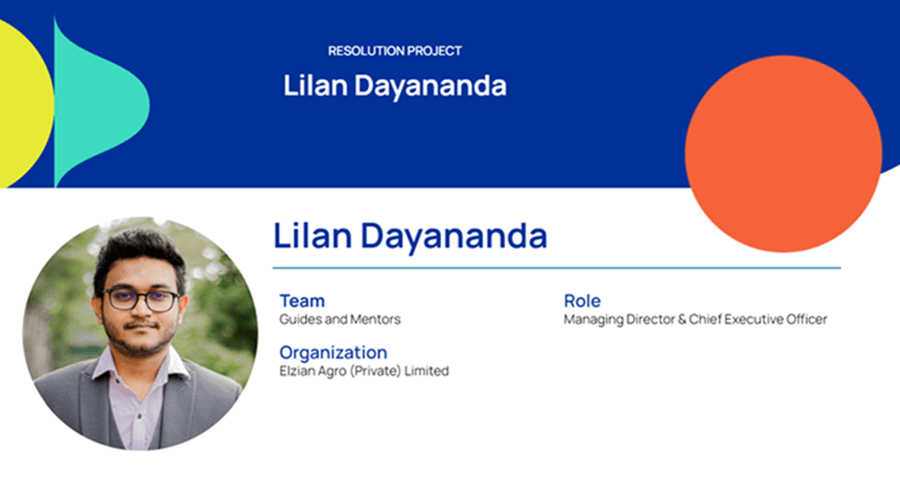 RESOLUTION PROJECT
Lilan Dayananda
Lilan Dayananda
Team
Guides and Mentors
Role
Managing Director & Chief Executive Officer
Organization
Elzian Agro (Private) Limited